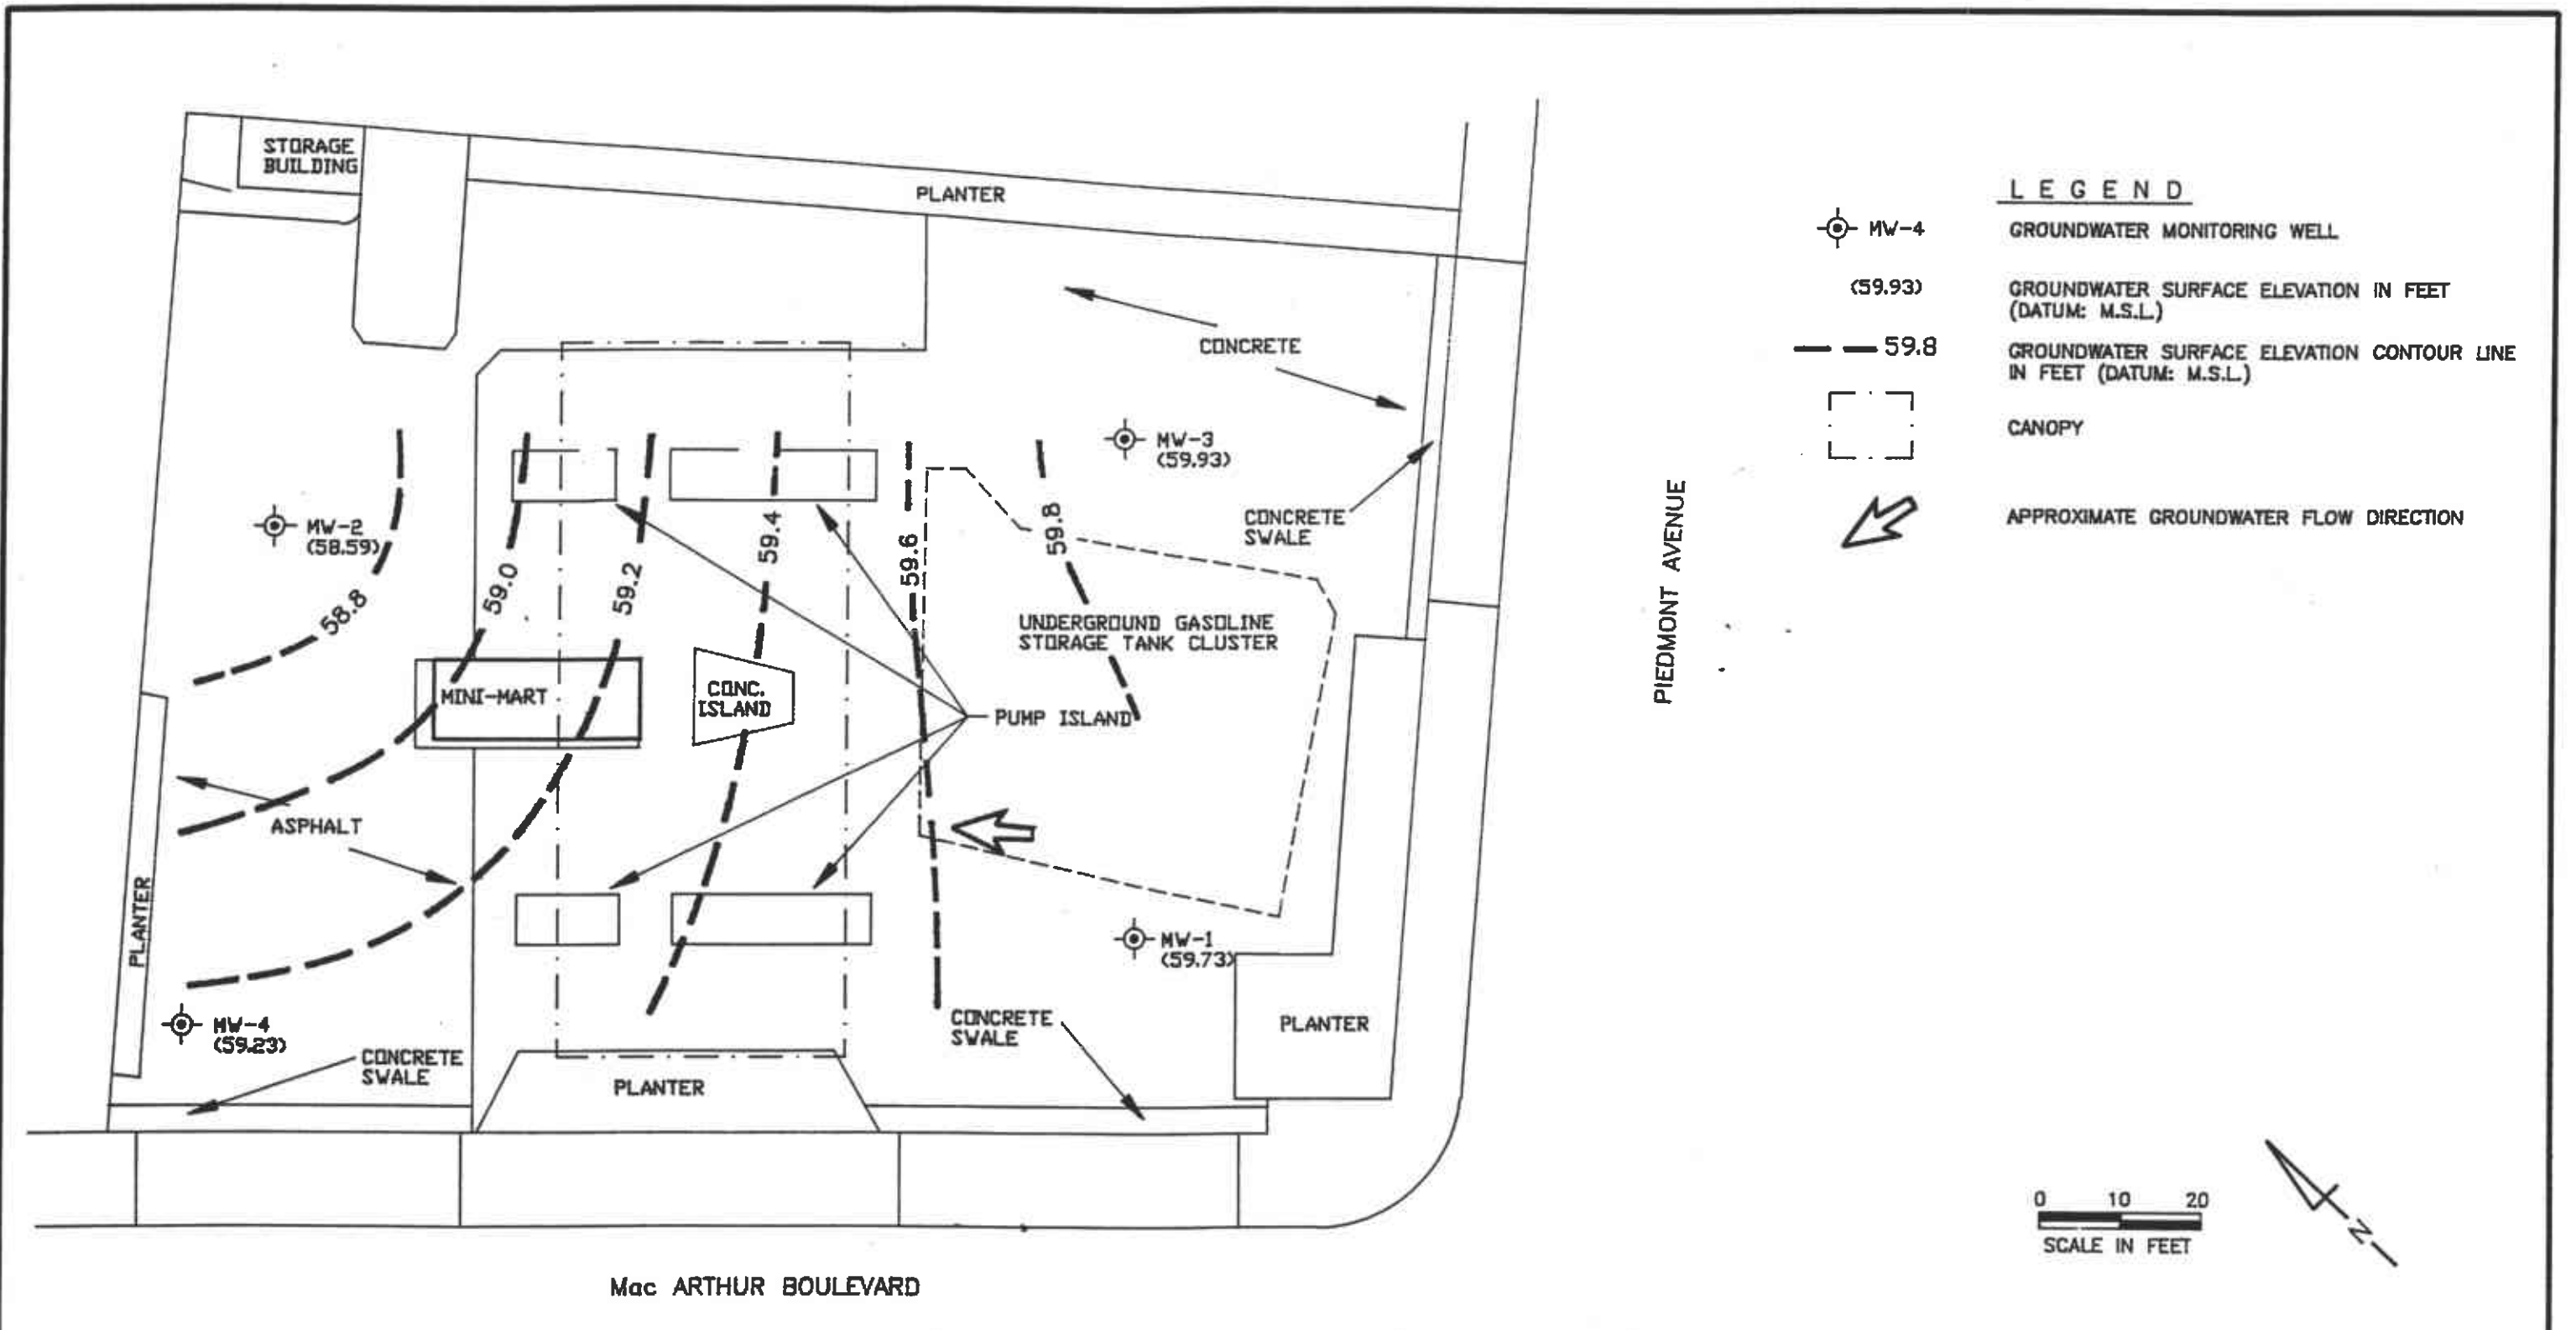 STORAGE
BUILDING
PLANTER
CONCRETE
MW-3
(59.93)
MW-2
(58.59)
CONCRETE
SWALE
58.8
59.0
59.2
59.4
59.6
59.8
UNDERGROUND GASOLINE
STORAGE TANK CLUSTER
MINI-MART
CONC.
ISLAND
PUMP ISLAND
ASPHALT
PLANTER
MW-1
(59.73)
MW-4
(59.23)
CONCRETE
SWALE
CONCRETE
SWALE
PLANTER
PLANTER
Mac ARTHUR BOULEVARD
PIEDMONT AVENUE
LEGEND
MW-4
GROUNDWATER MONITORING WELL
(59.93)
GROUNDWATER SURFACE ELEVATION IN FEET
(DATUM: M.S.L.)
59.8
GROUNDWATER SURFACE ELEVATION CONTOUR LINE
IN FEET (DATUM: M.S.L.)
CANOPY
APPROXIMATE GROUNDWATER FLOW DIRECTION
0 10 20
SCALE IN FEET
N